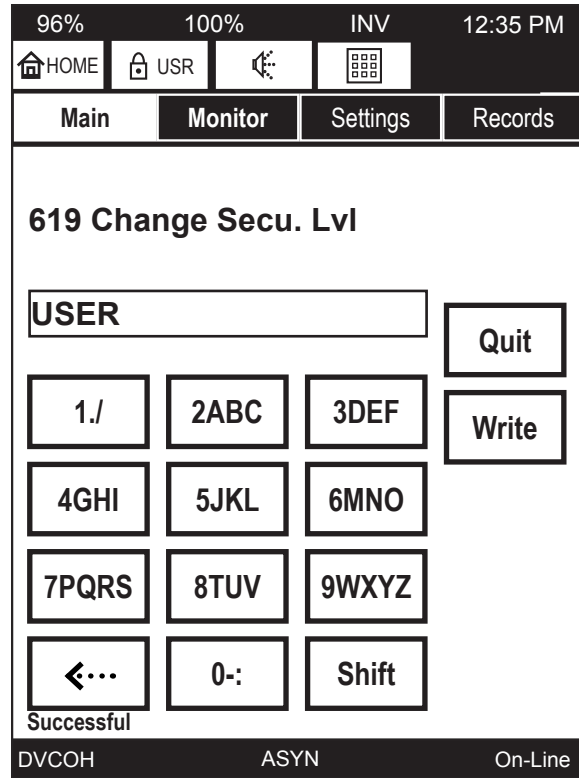 96% 100% INV 12:35 PM
HOME USR
Main Monitor Settings Records
619 Change Secu. Lvl
USER
Quit
1./ 2ABC 3DEF
Write
4GHI 5JKL 6MNO
7PQRS 8TUV 9WXYZ
0-: Shift
Successful
DVCOH ASYN On-Line